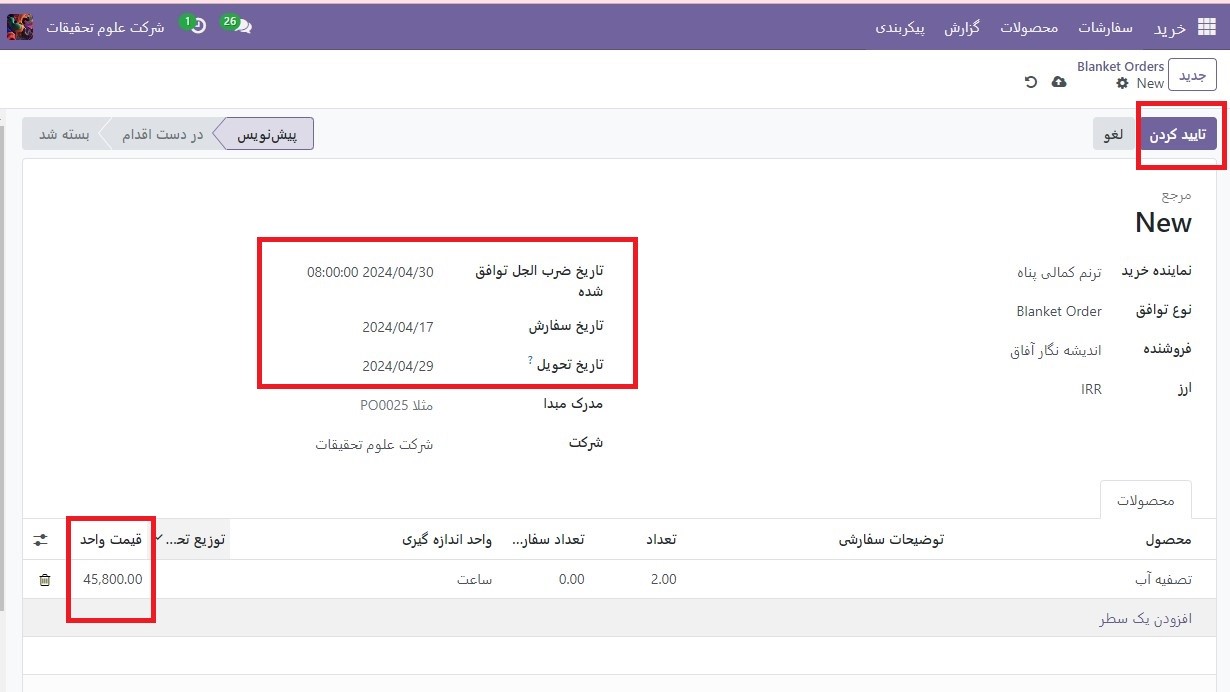 خرید سفارشات محصولات گزارش پیکربندی 26 1 شرکت علوم تحقیقات
جدید Blanket Orders
New
تایید کردن لغو پیش‌نویس در دست اقدام بسته شد
مرجع
New
نماینده خرید ترنم کمالی پناه
نوع توافق Blanket Order
فروشنده اندیشه نگار آفاق
ارز IRR
تاریخ ضرب الجل توافق شده 2024/04/30 08:00:00
تاریخ سفارش 2024/04/17
تاریخ تحویل ? 2024/04/29
مدرک مبدا مثلا PO0025
شرکت شرکت علوم تحقیقات
محصولات
محصول توضیحات سفارشی تعداد تعداد سفار... واحد اندازه گیری توزیع تح... قیمت واحد
تصفیه آب 2.00 0.00 ساعت 45,800.00
افزودن یک سطر